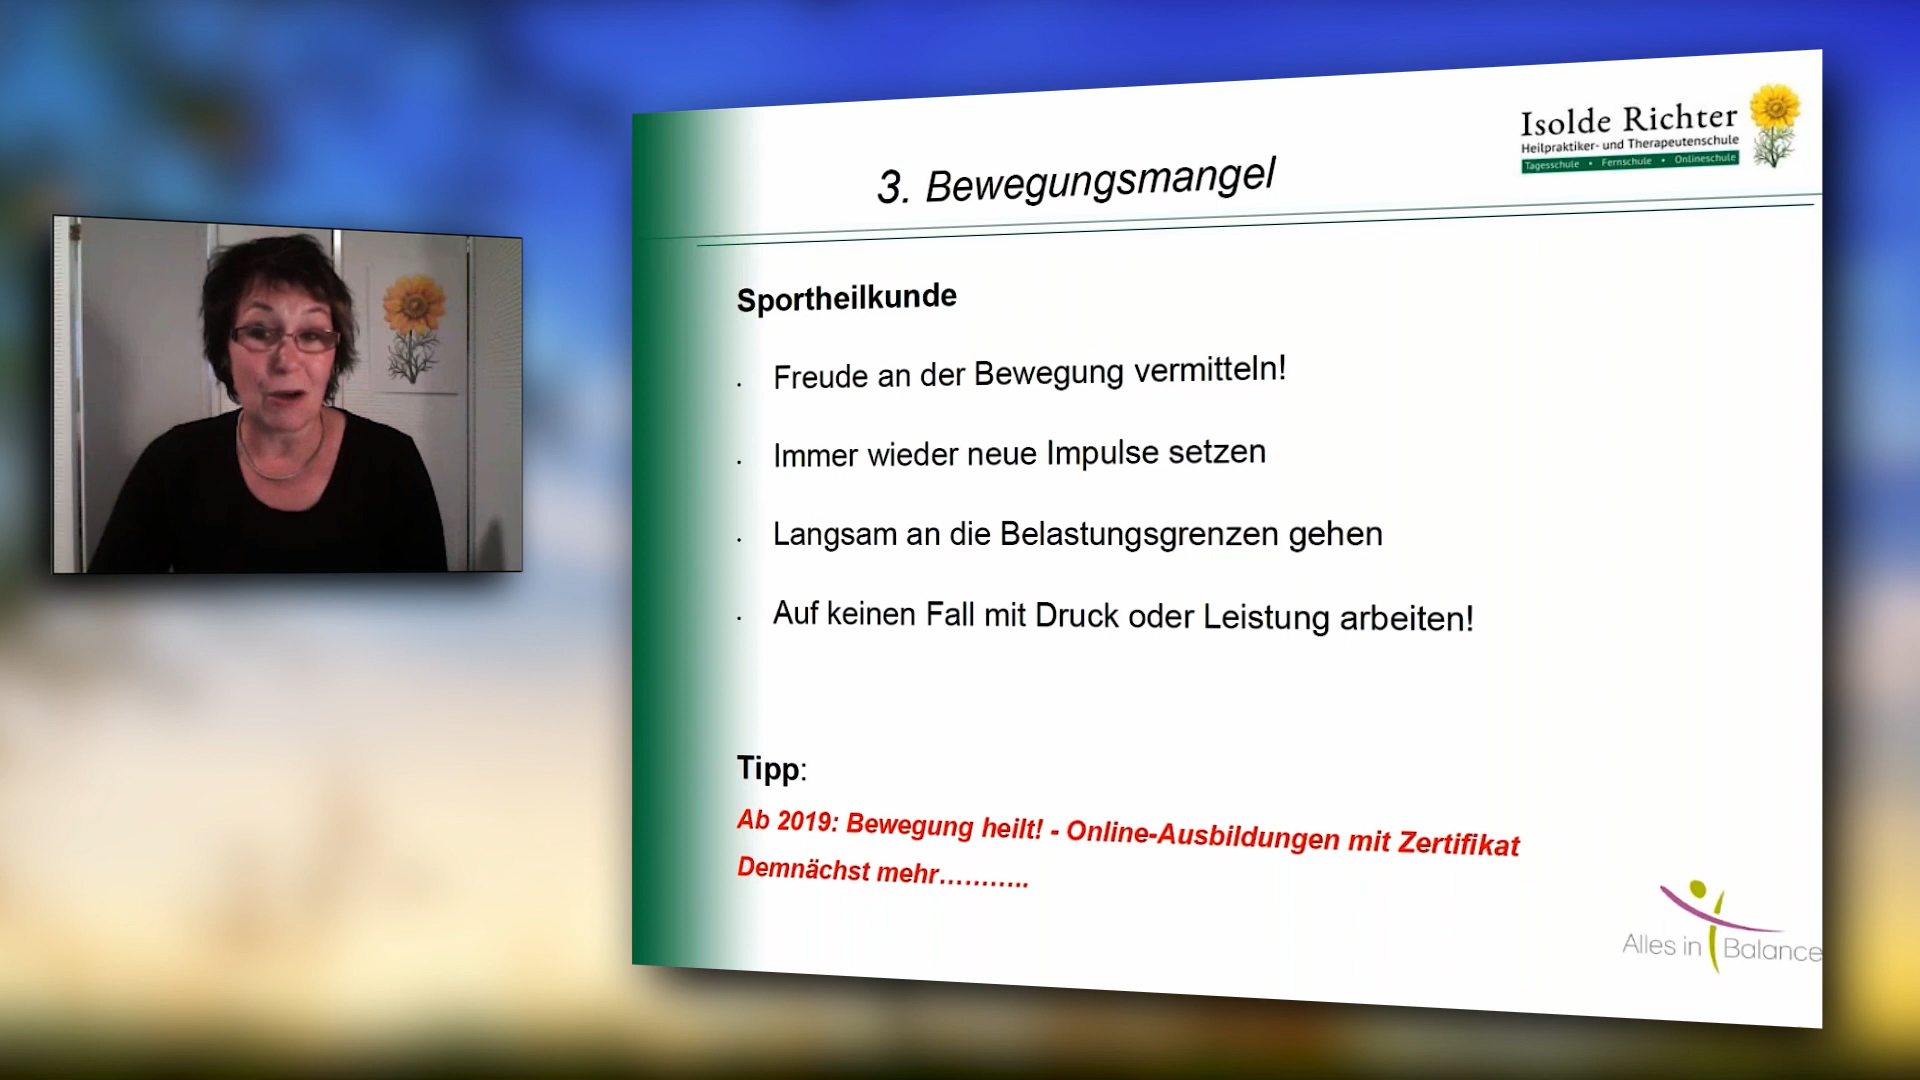 Isolde Richter
Heilpraktiker- und Therapeutenschule
Tagesschule • Fernschule • Onlineschule
3. Bewegungsmangel
Sportheilkunde
. Freude an der Bewegung vermitteln!
. Immer wieder neue Impulse setzen
. Langsam an die Belastungsgrenzen gehen
. Auf keinen Fall mit Druck oder Leistung arbeiten!
Tipp:
Ab 2019: Bewegung heilt! - Online-Ausbildungen mit Zertifikat
Demnächst mehr………..
Alles in Balance